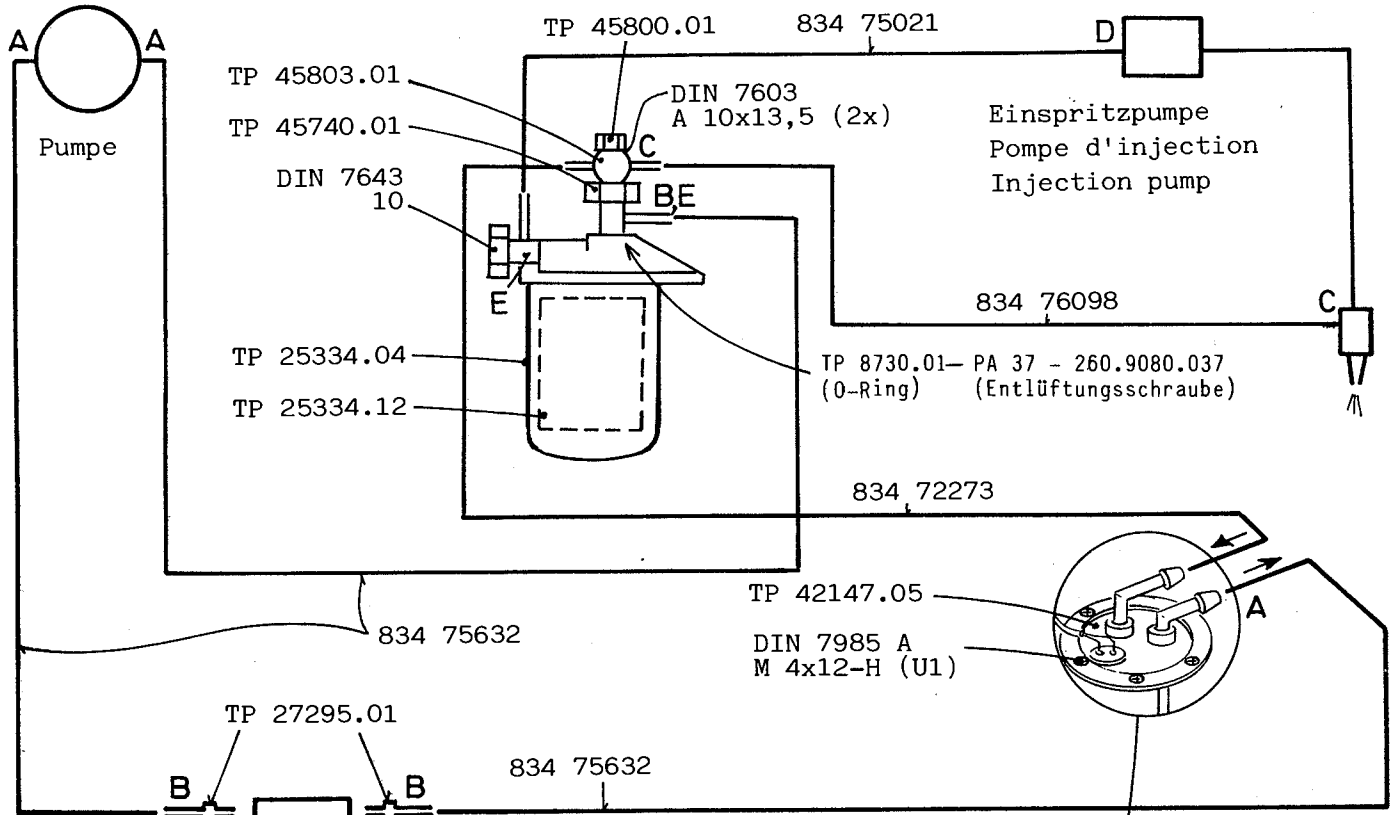 TP 45800.01
834 75021
D
A
A
TP 45803.01
DIN 7603
A 10x13,5 (2x)
Einspritzpumpe
Pompe d'injection
Injection pump
TP 45740.01
Pumpe
C
DIN 7643
10
B,E
E
834 76098
C
TP 25334.04
TP 8730.01— PA 37 - 260.9080.037
(O-Ring) (Entlüftungsschraube)
TP 25334.12
834 72273
TP 42147.05
A
834 75632
DIN 7985 A
M 4x12-H (U1)
TP 27295.01
834 75632
B
B